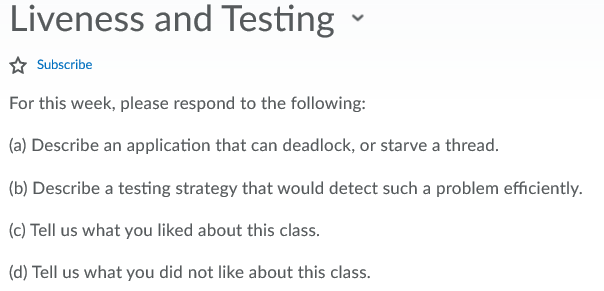 Liveness and Testing
Subscribe
For this week, please respond to the following:
(a) Describe an application that can deadlock, or starve a thread.
(b) Describe a testing strategy that would detect such a problem efficiently.
(c) Tell us what you liked about this class.
(d) Tell us what you did not like about this class.